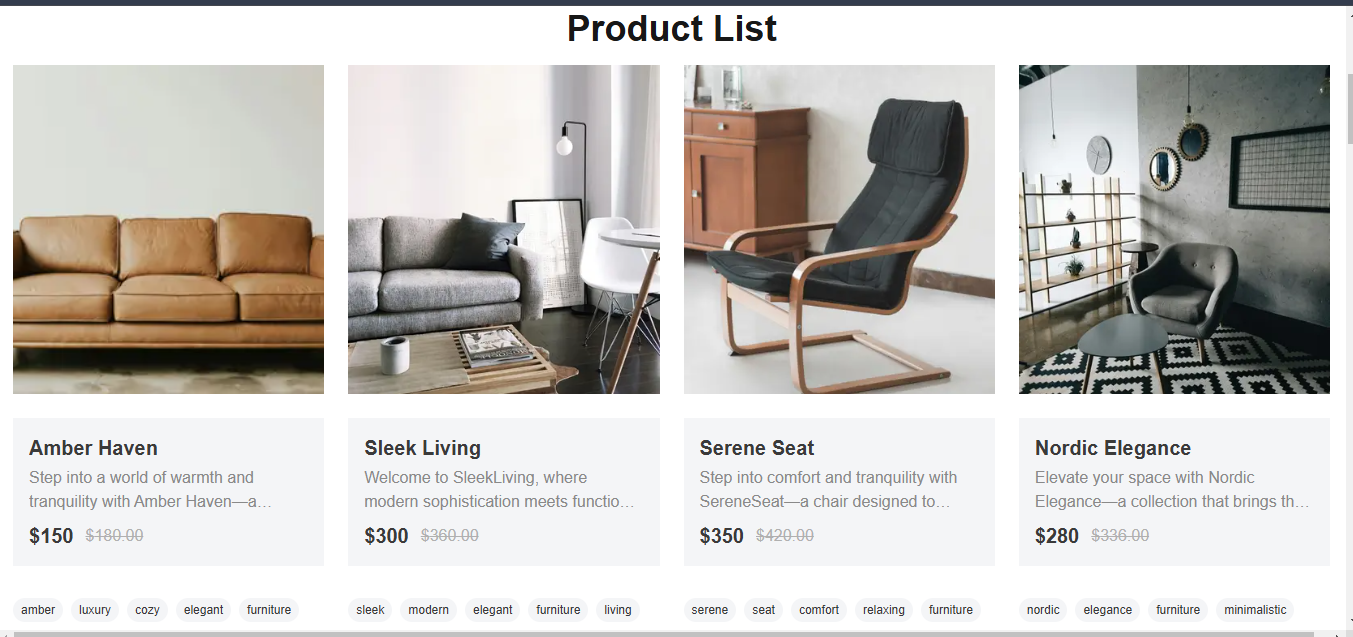 Product List
Amber Haven
Step into a world of warmth and
tranquility with Amber Haven—a…
$150 $180.00
amber luxury cozy elegant furniture
Sleek Living
Welcome to SleekLiving, where
modern sophistication meets functio…
$300 $360.00
sleek modern elegant furniture living
Serene Seat
Step into comfort and tranquility with
SereneSeat—a chair designed to…
$350 $420.00
serene seat comfort relaxing furniture
Nordic Elegance
Elevate your space with Nordic
Elegance—a collection that brings th…
$280 $336.00
nordic elegance furniture minimalistic